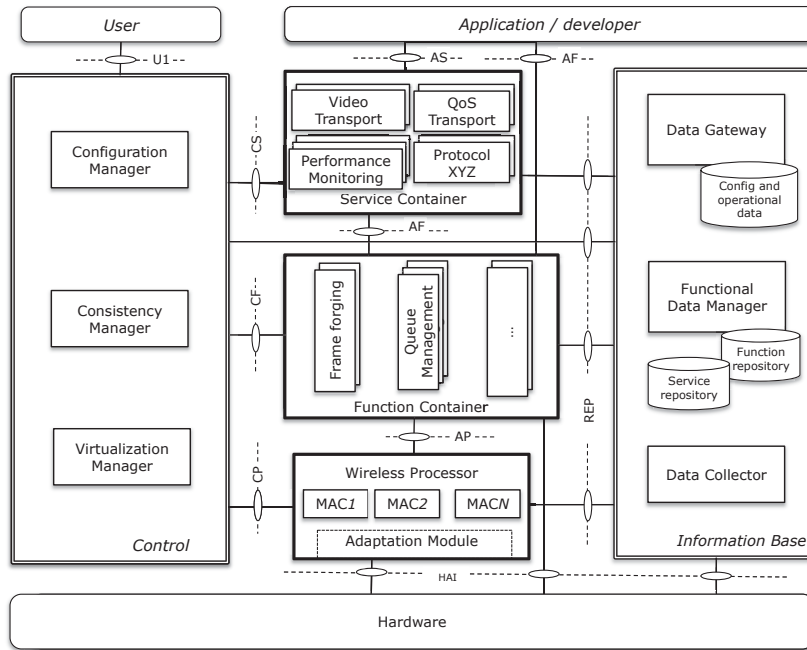 User
Application / developer
U1
AS
AF
Video
Transport
QoS
Transport
Performance
Monitoring
Protocol
XYZ
Service Container
Configuration
Manager
CS
Data Gateway
Config and
operational
data
AF
Consistency
Manager
CF
Frame forging
Queue
Management
...
Function Container
Functional
Data Manager
Function
repository
Service
repository
REP
AP
Virtualization
Manager
CP
Wireless Processor
MAC1
MAC2
MACN
Adaptation Module
Data Collector
Control
Information Base
HAI
Hardware